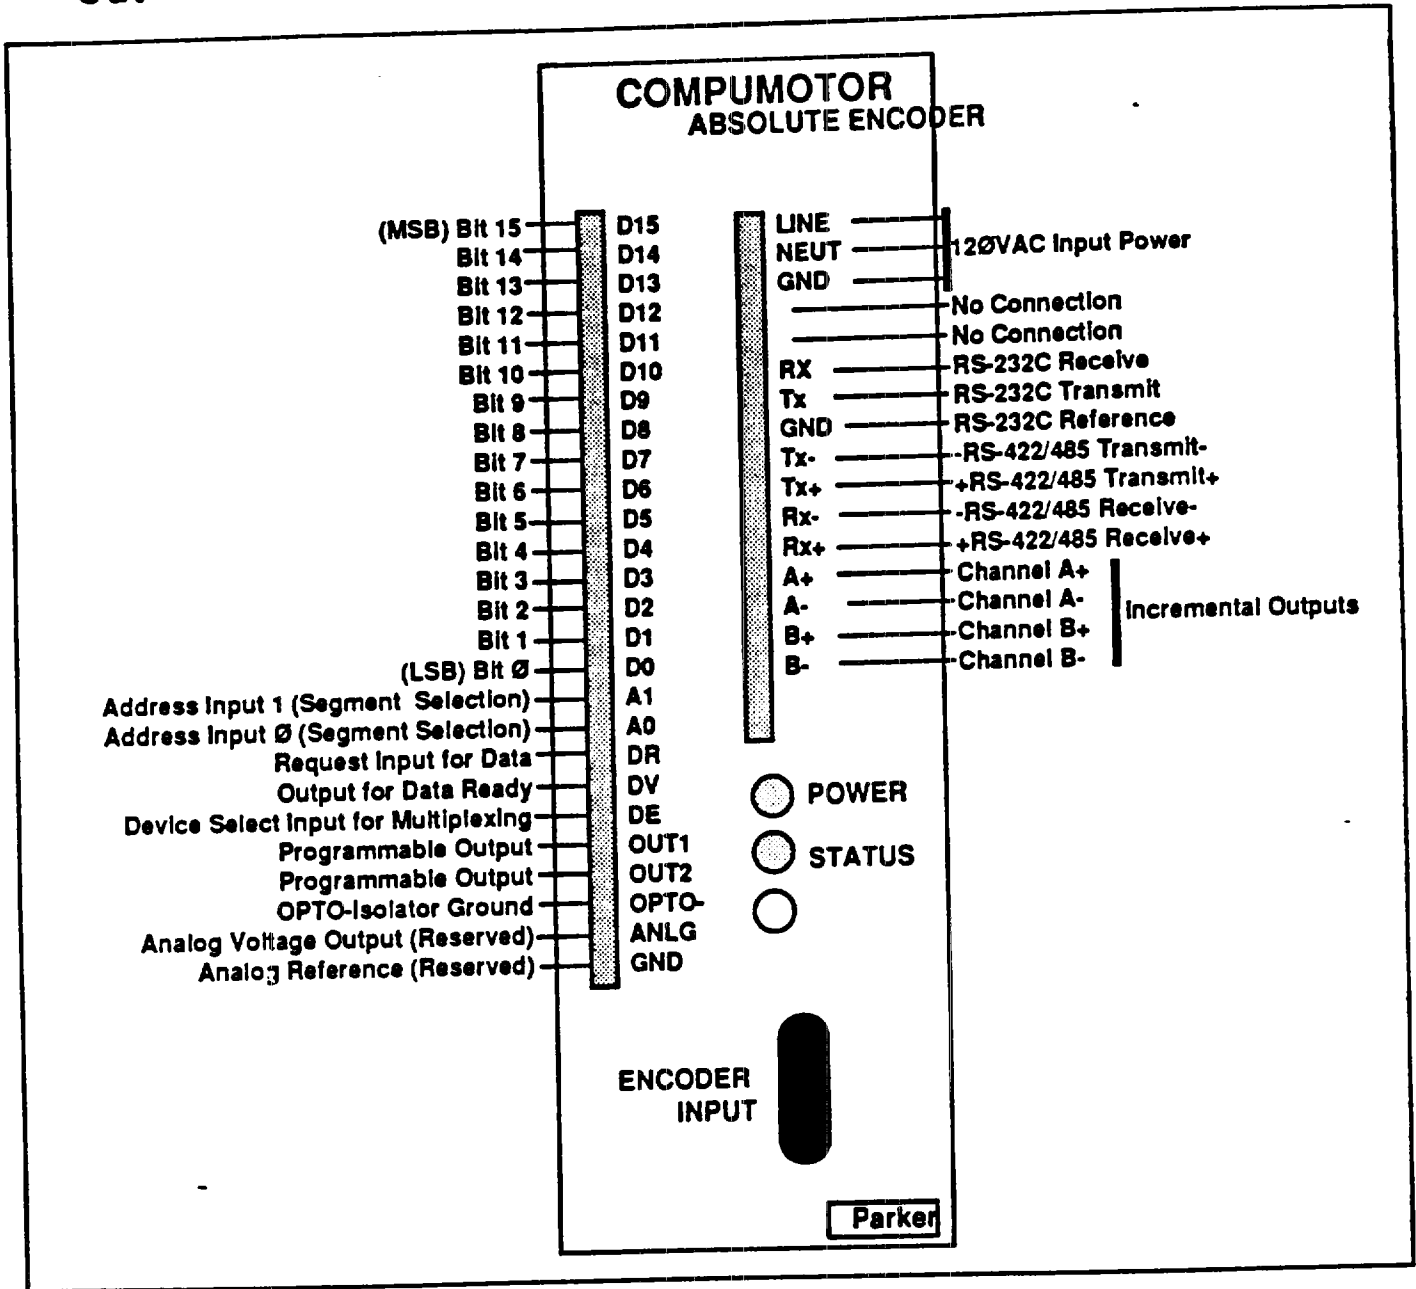 COMPUMOTOR
ABSOLUTE ENCODER
(MSB) Bit 15 D15
Bit 14 D14
Bit 13 D13
Bit 12 D12
Bit 11 D11
Bit 10 D10
Bit 9 D9
Bit 8 D8
Bit 7 D7
Bit 6 D6
Bit 5 D5
Bit 4 D4
Bit 3 D3
Bit 2 D2
Bit 1 D1
(LSB) Bit Ø D0
Address Input 1 (Segment Selection) A1
Address Input Ø (Segment Selection) A0
Request Input for Data DR
Output for Data Ready DV
Device Select Input for Multiplexing DE
Programmable Output OUT1
Programmable Output OUT2
OPTO-Isolator Ground OPTO-
Analog Voltage Output (Reserved) ANLG
Analog Reference (Reserved) GND
LINE
NEUT
GND
12ØVAC Input Power
No Connection
No Connection
RX RS-232C Receive
Tx RS-232C Transmit
GND RS-232C Reference
Tx- -RS-422/485 Transmit-
Tx+ +RS-422/485 Transmit+
Rx- -RS-422/485 Receive-
Rx+ +RS-422/485 Receive+
A+ Channel A+
A- Channel A-
B+ Channel B+
B- Channel B-
Incremental Outputs
POWER
STATUS
ENCODER
INPUT
Parker